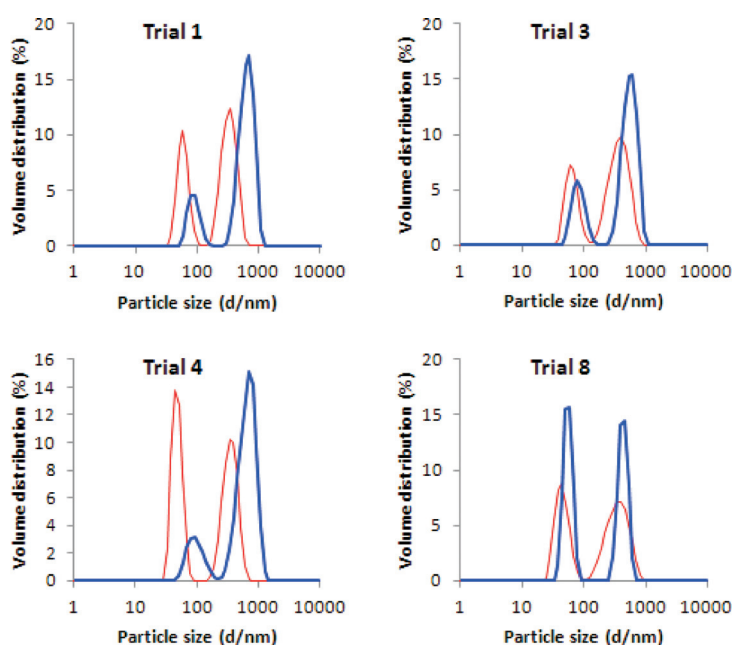 Trial 1
Volume distribution (%)
20
15
10
5
0
1 10 100 1000 10000
Particle size (d/nm)
Trial 3
Volume distribution (%)
20
15
10
5
0
1 10 100 1000 10000
Particle size (d/nm)
Trial 4
Volume distribution (%)
16
14
12
10
8
6
4
2
0
1 10 100 1000 10000
Particle size (d/nm)
Trial 8
Volume distribution (%)
20
15
10
5
0
1 10 100 1000 10000
Particle size (d/nm)